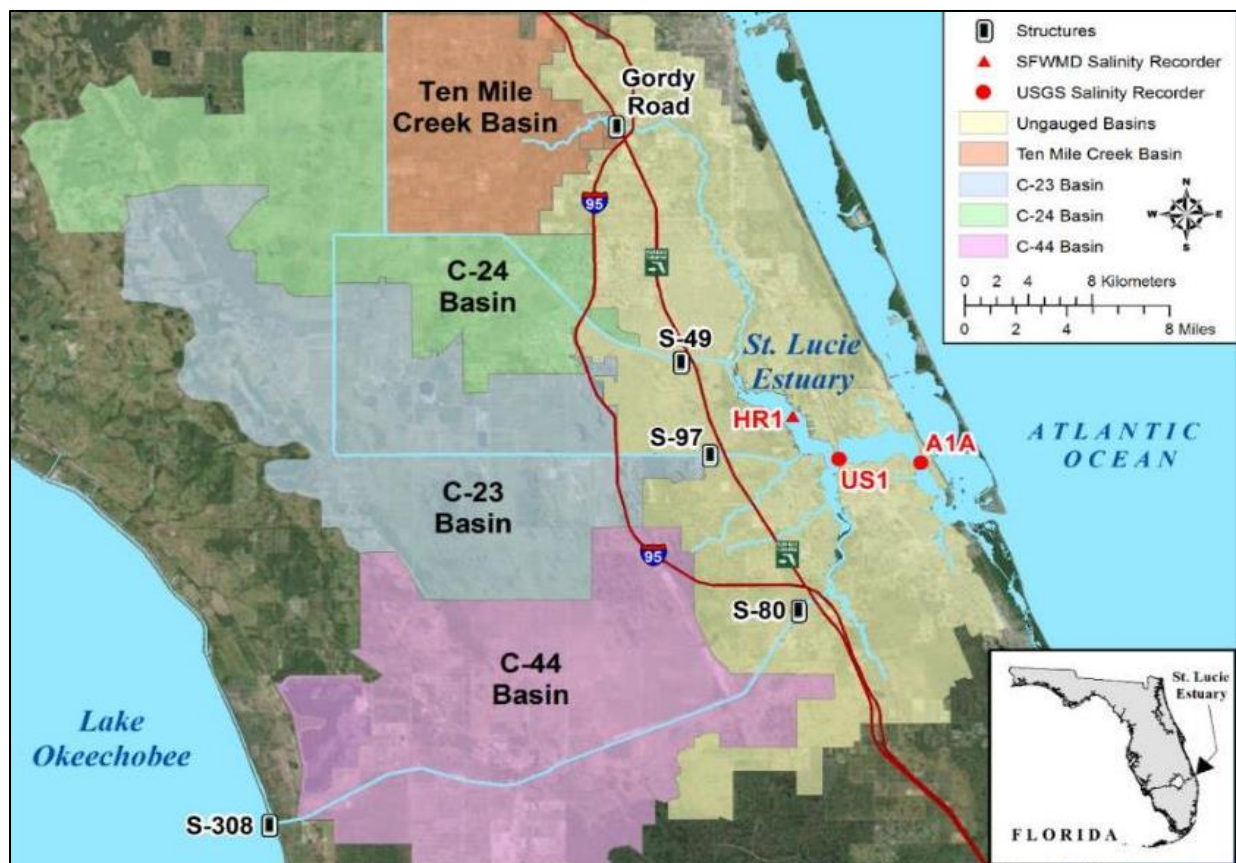 Structures
SFWMD Salinity Recorder
USGS Salinity Recorder
Ungauged Basins
Ten Mile Creek Basin
C-23 Basin
C-24 Basin
C-44 Basin
N
W E
S
0 4 8 Kilometers
0 2 4 8 Miles
Gordy
Road
Ten Mile
Creek Basin
95
C-24
Basin
S-49
St. Lucie
Estuary
HR1
A1A
ATLANTIC
OCEAN
S-97
US1
C-23
Basin
95
S-80
C-44
Basin
Lake
Okeechobee
S-308
St. Lucie
Estuary
FLORIDA